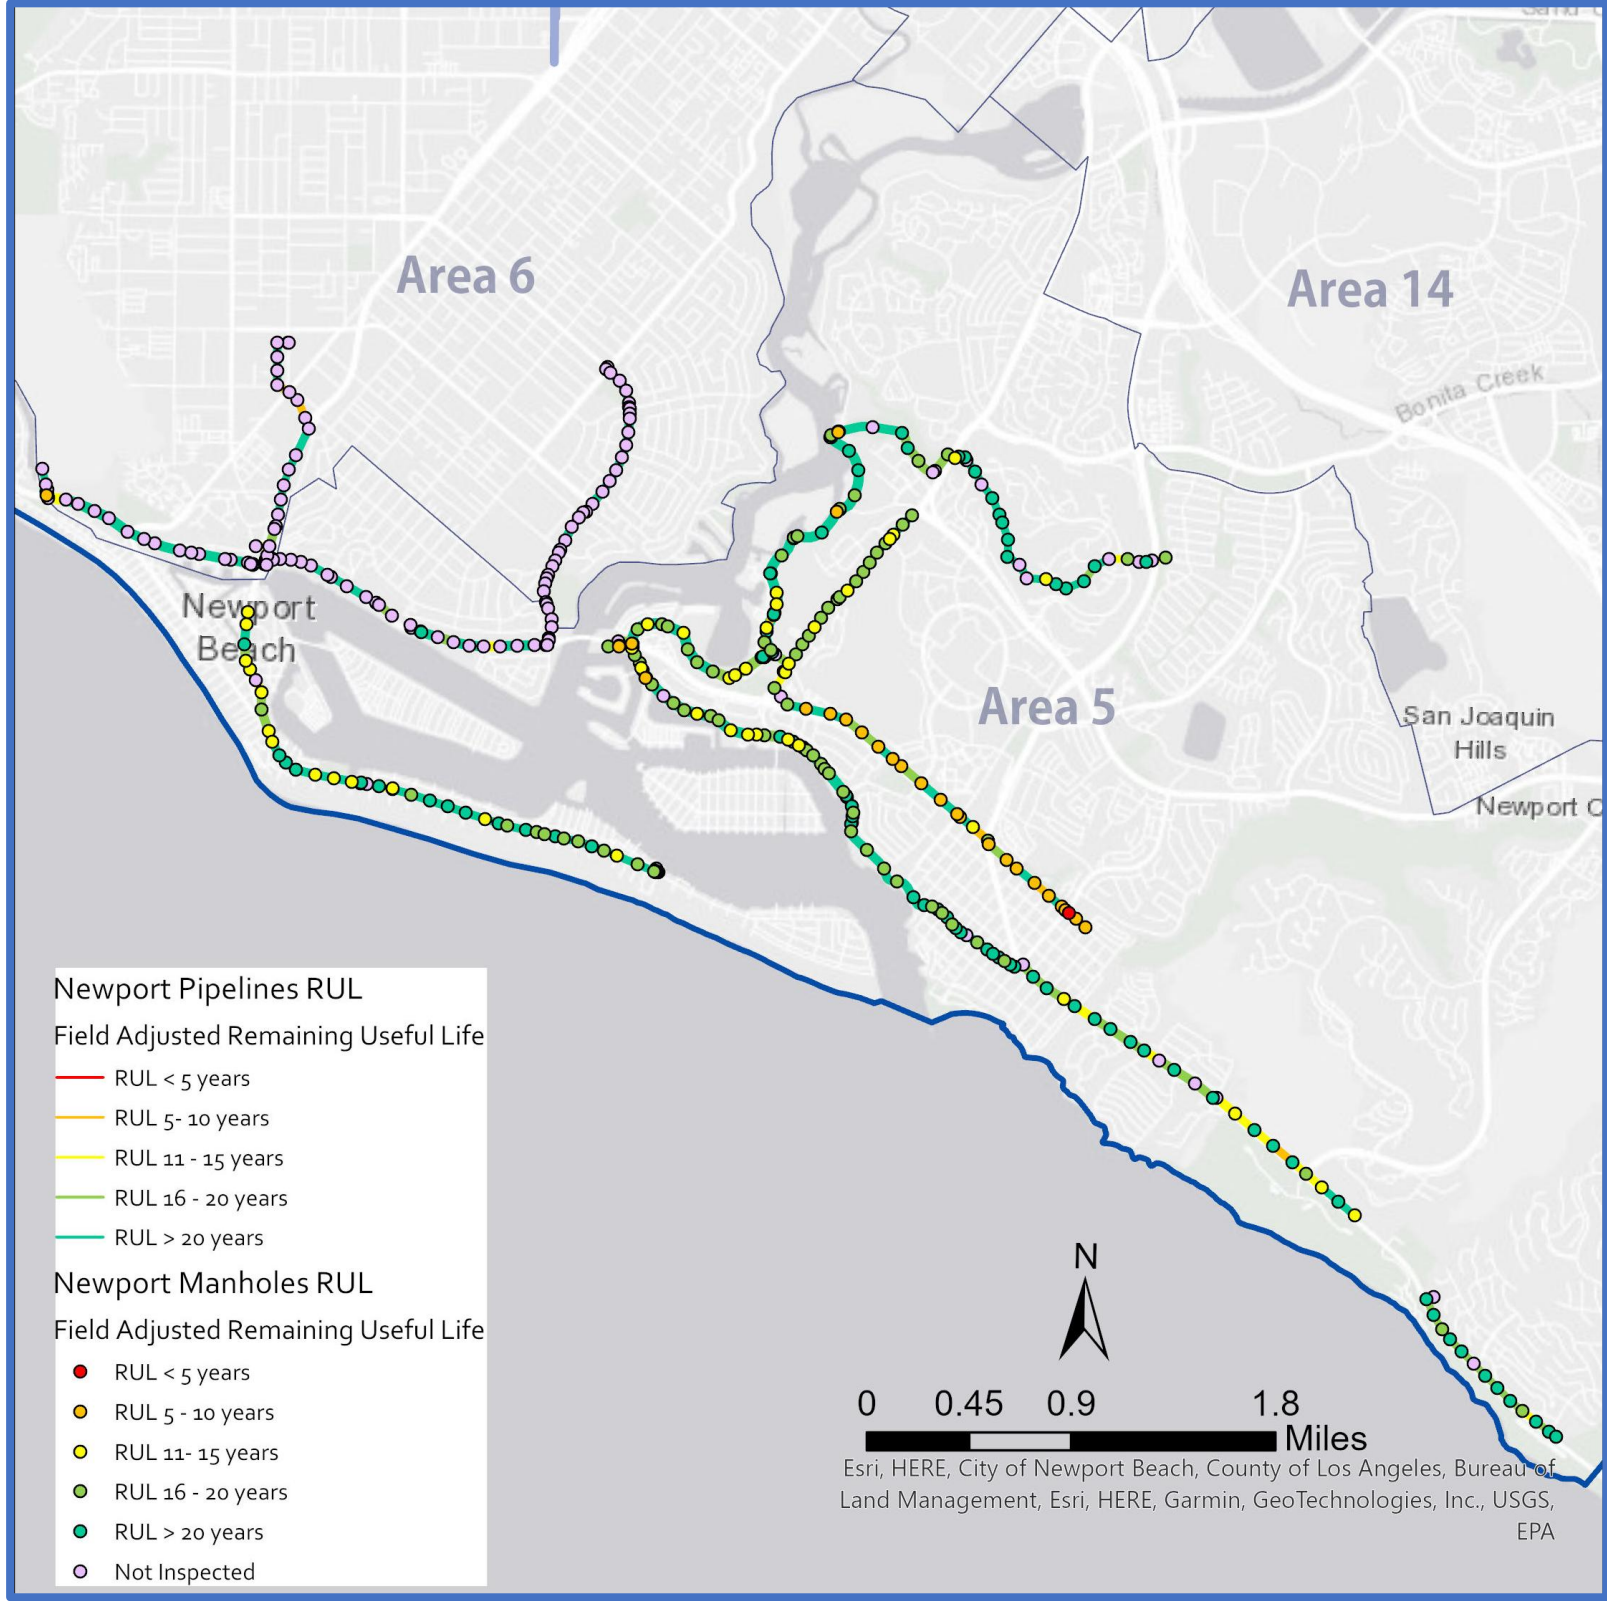 Area 6
Area 14
Bonita Creek
Newport
Beach
Area 5
San Joaquin
Hills
Newport C
Newport Pipelines RUL
Field Adjusted Remaining Useful Life
RUL < 5 years
RUL 5- 10 years
RUL 11 - 15 years
RUL 16 - 20 years
RUL > 20 years
Newport Manholes RUL
Field Adjusted Remaining Useful Life
RUL < 5 years
RUL 5 - 10 years
RUL 11- 15 years
RUL 16 - 20 years
RUL > 20 years
Not Inspected
N
0 0.45 0.9 1.8
Miles
Esri, HERE, City of Newport Beach, County of Los Angeles, Bureau of
Land Management, Esri, HERE, Garmin, GeoTechnologies, Inc., USGS,
EPA